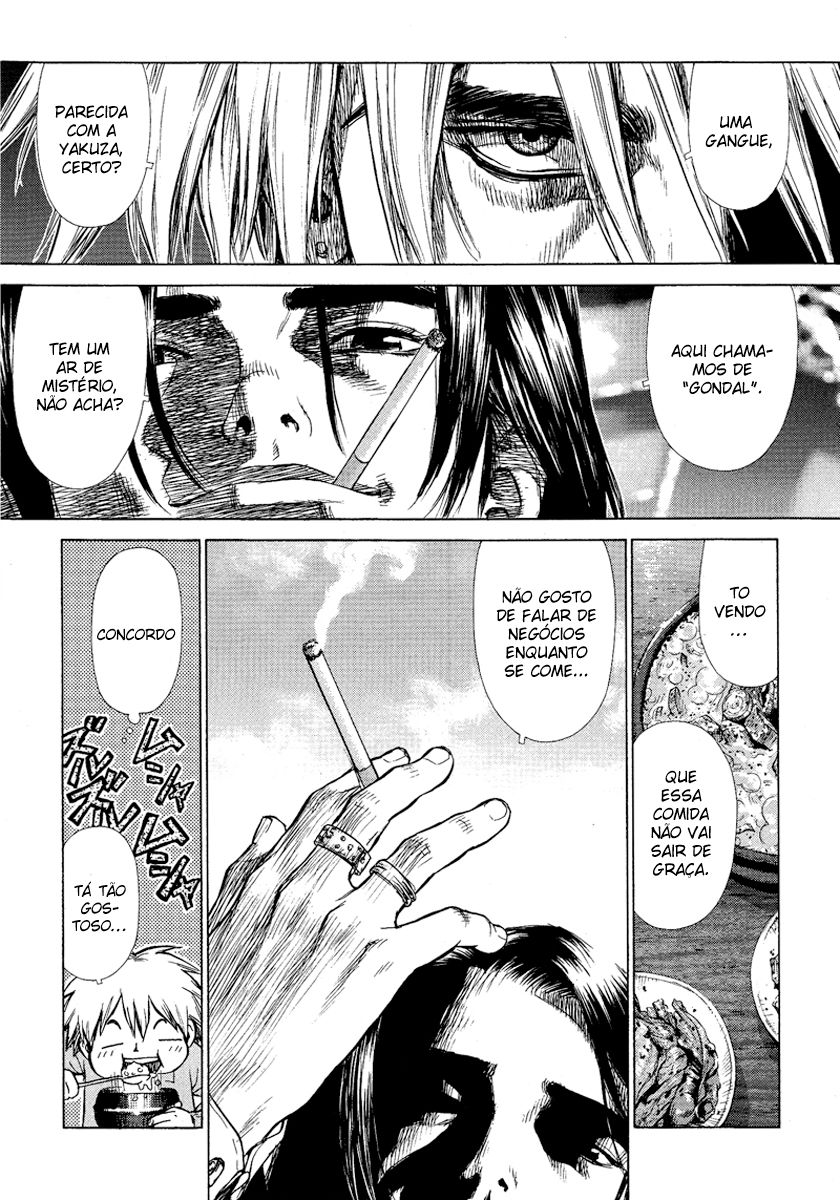 UMA
GANGUE,
PARECIDA
COM A
YAKUZA,
CERTO?
AQUI CHAMA-
MOS DE
"GONDAL".
TEM UM
AR DE
MISTÉRIO,
NÃO ACHA?
TO
VENDO
...
QUE
ESSA
COMIDA
NÃO VAI
SAIR DE
GRAÇA.
NÃO GOSTO
DE FALAR DE
NEGÓCIOS
ENQUANTO
SE COME...
CONCORDO
TÁ TÃO
GOS-
TOSO...